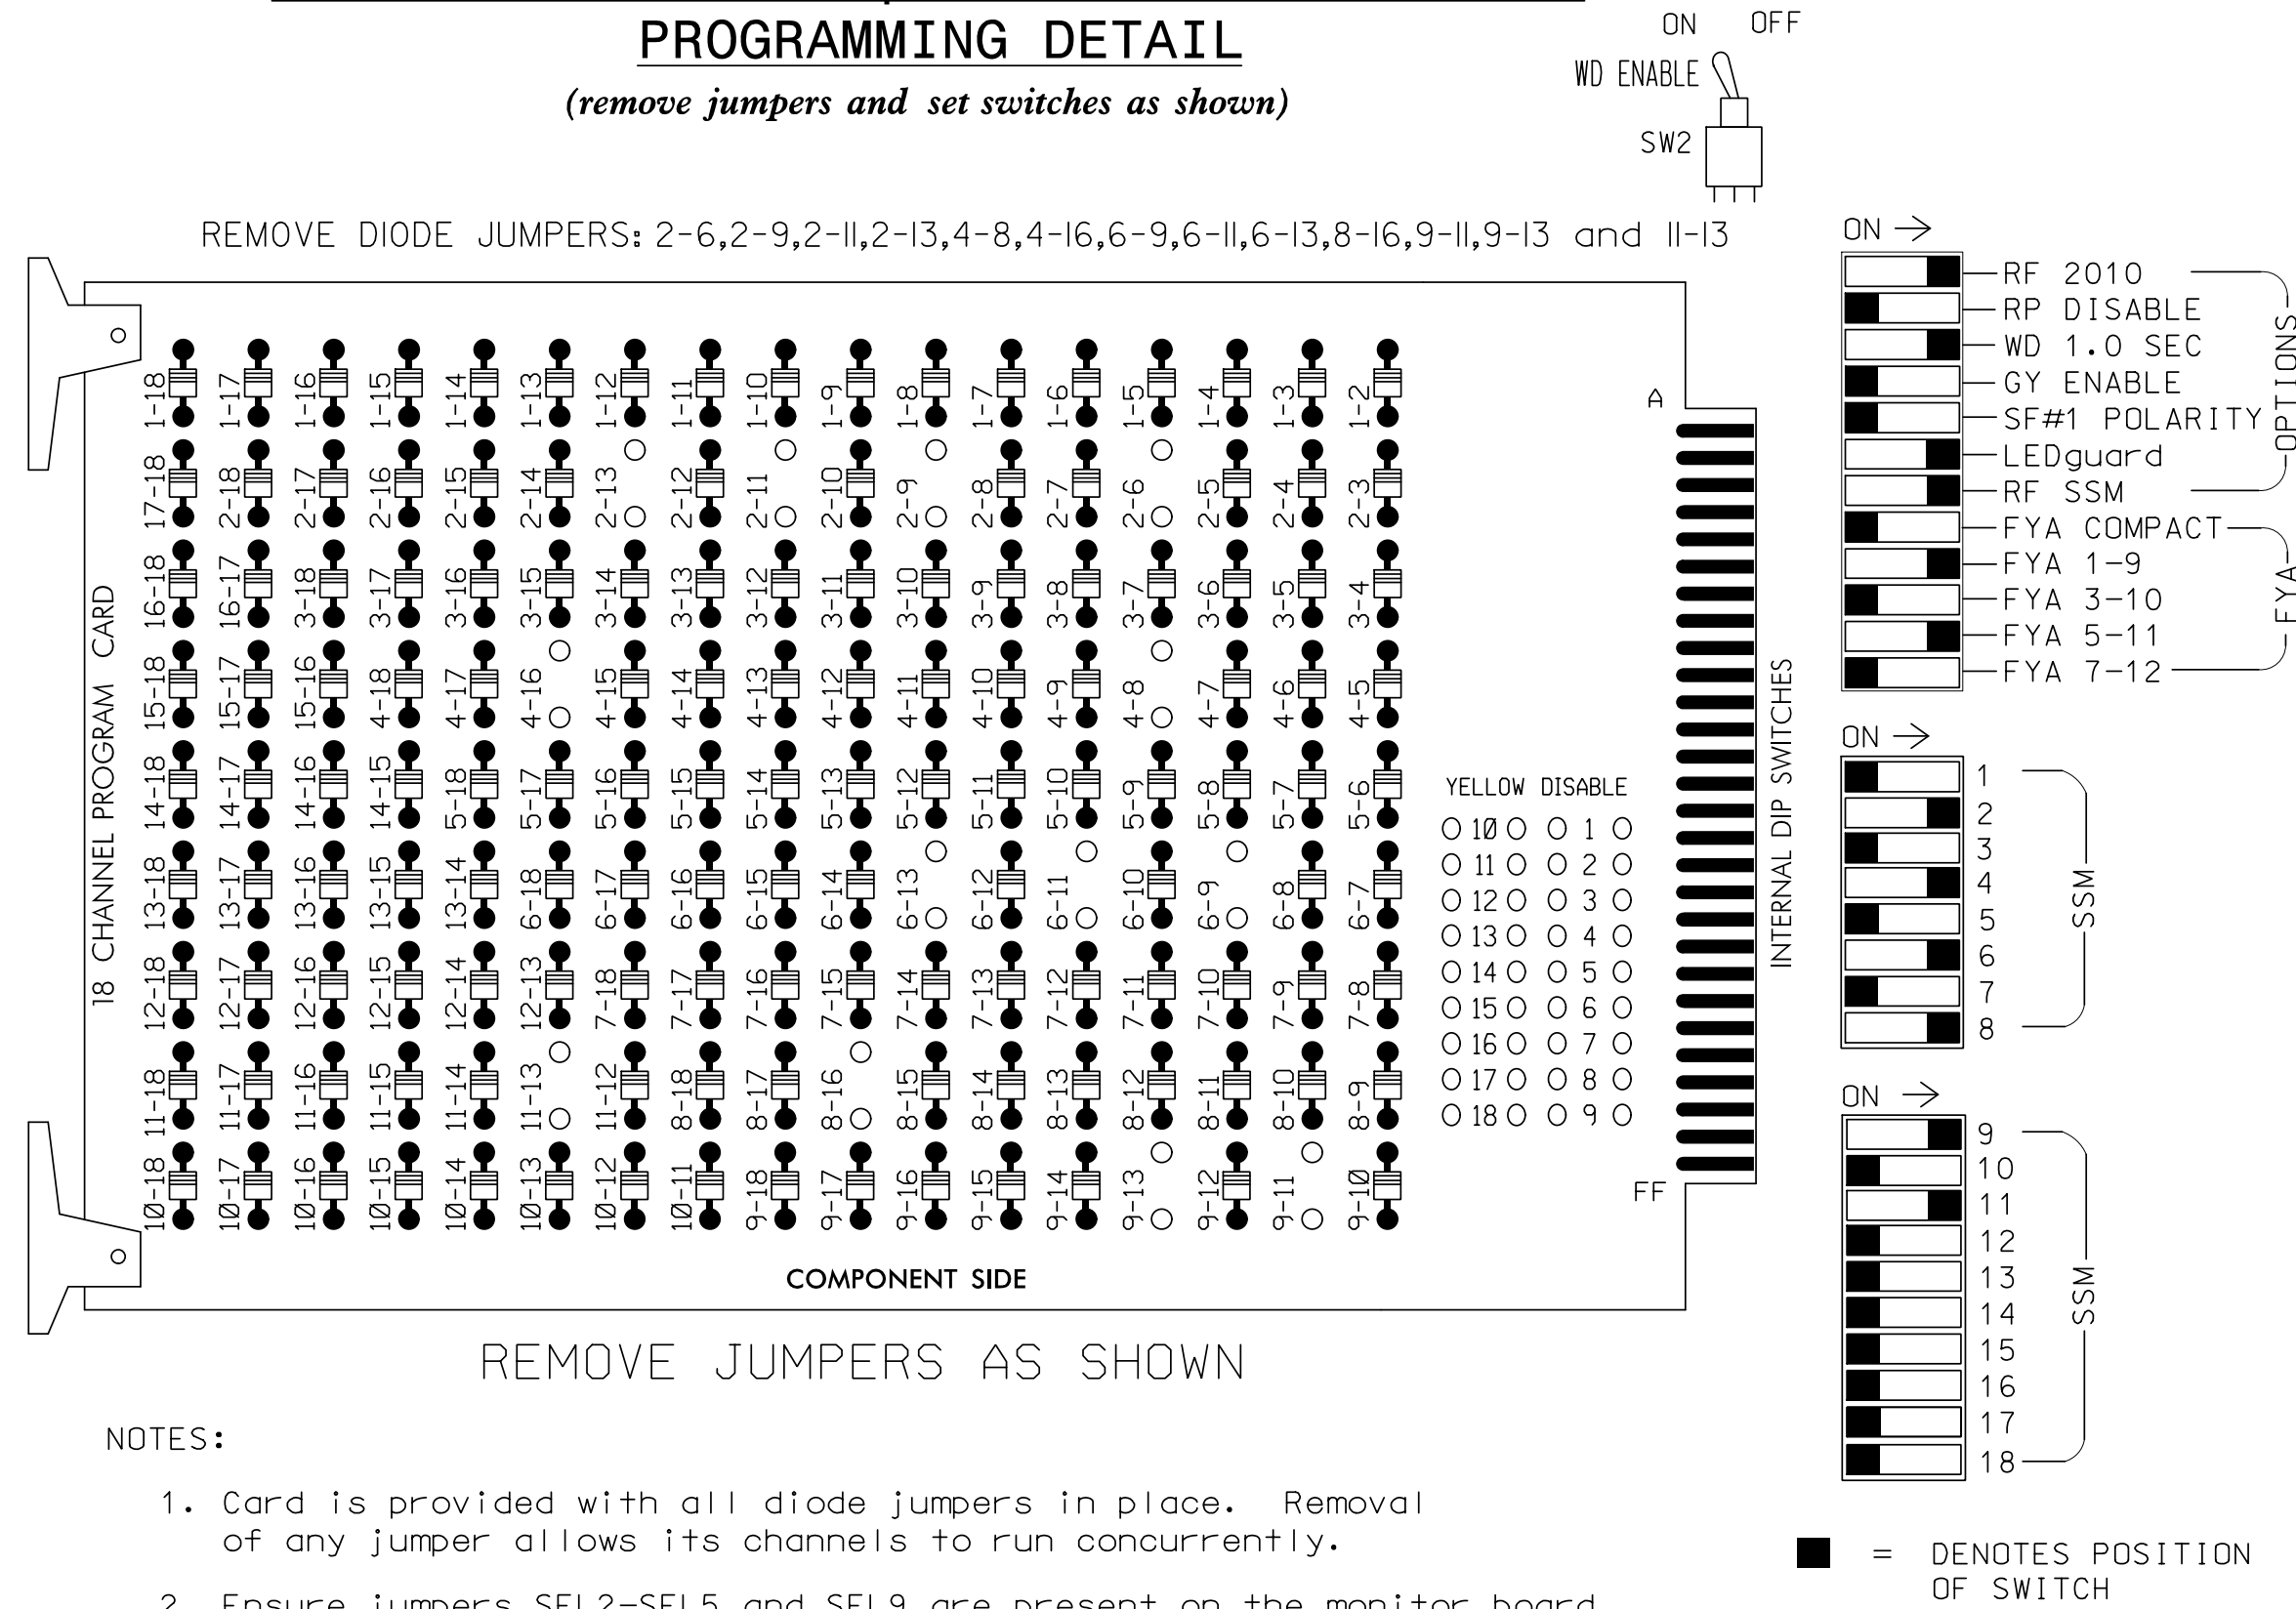 PROGRAMMING DETAIL
(remove jumpers and set switches as shown)
ON OFF
WD ENABLE
SW2
REMOVE DIODE JUMPERS: 2-6,2-9,2-11,2-13,4-8,4-16,6-9,6-11,6-13,8-16,9-11,9-13 and 11-13
18 CHANNEL PROGRAM CARD
1-18 1-17 1-16 1-15 1-14 1-13 1-12 1-11 1-10 1-9 1-8 1-7 1-6 1-5 1-4 1-3 1-2
17-18 2-18 2-17 2-16 2-15 2-14 2-13 2-12 2-11 2-10 2-9 2-8 2-7 2-6 2-5 2-4 2-3
16-18 16-17 3-18 3-17 3-16 3-15 3-14 3-13 3-12 3-11 3-10 3-9 3-8 3-7 3-6 3-5 3-4
15-18 15-17 15-16 4-18 4-17 4-16 4-15 4-14 4-13 4-12 4-11 4-10 4-9 4-8 4-7 4-6 4-5
14-18 14-17 14-16 14-15 5-18 5-17 5-16 5-15 5-14 5-13 5-12 5-11 5-10 5-9 5-8 5-7 5-6
13-18 13-17 13-16 13-15 13-14 6-18 6-17 6-16 6-15 6-14 6-13 6-12 6-11 6-10 6-9 6-8 6-7
12-18 12-17 12-16 12-15 12-14 12-13 7-18 7-17 7-16 7-15 7-14 7-13 7-12 7-11 7-10 7-9 7-8
11-18 11-17 11-16 11-15 11-14 11-13 11-12 8-18 8-17 8-16 8-15 8-14 8-13 8-12 8-11 8-10 8-9
10-18 10-17 10-16 10-15 10-14 10-13 10-12 10-11 9-18 9-17 9-16 9-15 9-14 9-13 9-12 9-11 9-10
YELLOW DISABLE
10 1
11 2
12 3
13 4
14 5
15 6
16 7
17 8
18 9
A
FF
INTERNAL DIP SWITCHES
COMPONENT SIDE
REMOVE JUMPERS AS SHOWN
ON →
RF 2010
RP DISABLE
WD 1.0 SEC
GY ENABLE
SF#1 POLARITY
LEDguard
RF SSM
OPTIONS
FYA COMPACT
FYA 1-9
FYA 3-10
FYA 5-11
FYA 7-12
FYA
ON →
1
2
3
4
5
6
7
8
SSM
ON →
9
10
11
12
13
14
15
16
17
18
SSM
NOTES:
1. Card is provided with all diode jumpers in place. Removal
of any jumper allows its channels to run concurrently.
2. Ensure jumpers SEL2-SEL5 and SEL9 are present on the monitor board
= DENOTES POSITION
OF SWITCH